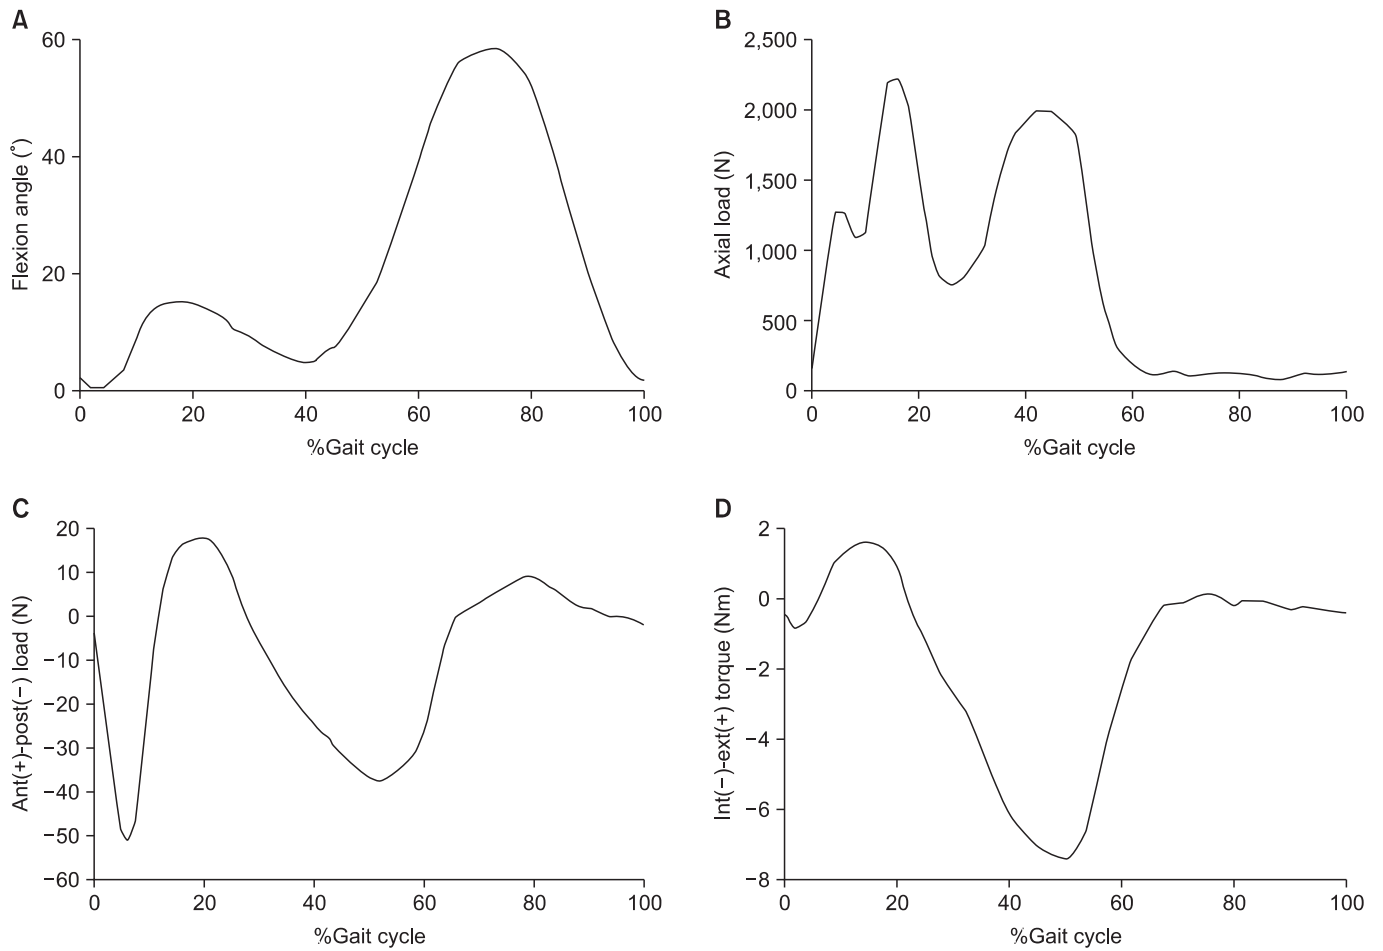 A
60
40
20
0
Flexion angle (°)
0 20 40 60 80 100
%Gait cycle
B
2,500
2,000
1,500
1,000
500
0
Axial load (N)
0 20 40 60 80 100
%Gait cycle
C
20
10
0
−10
−20
−30
−40
−50
−60
Ant(+)-post(−) load (N)
0 20 40 60 80 100
%Gait cycle
D
2
0
−2
−4
−6
−8
Int(−)-ext(+) torque (Nm)
0 20 40 60 80 100
%Gait cycle